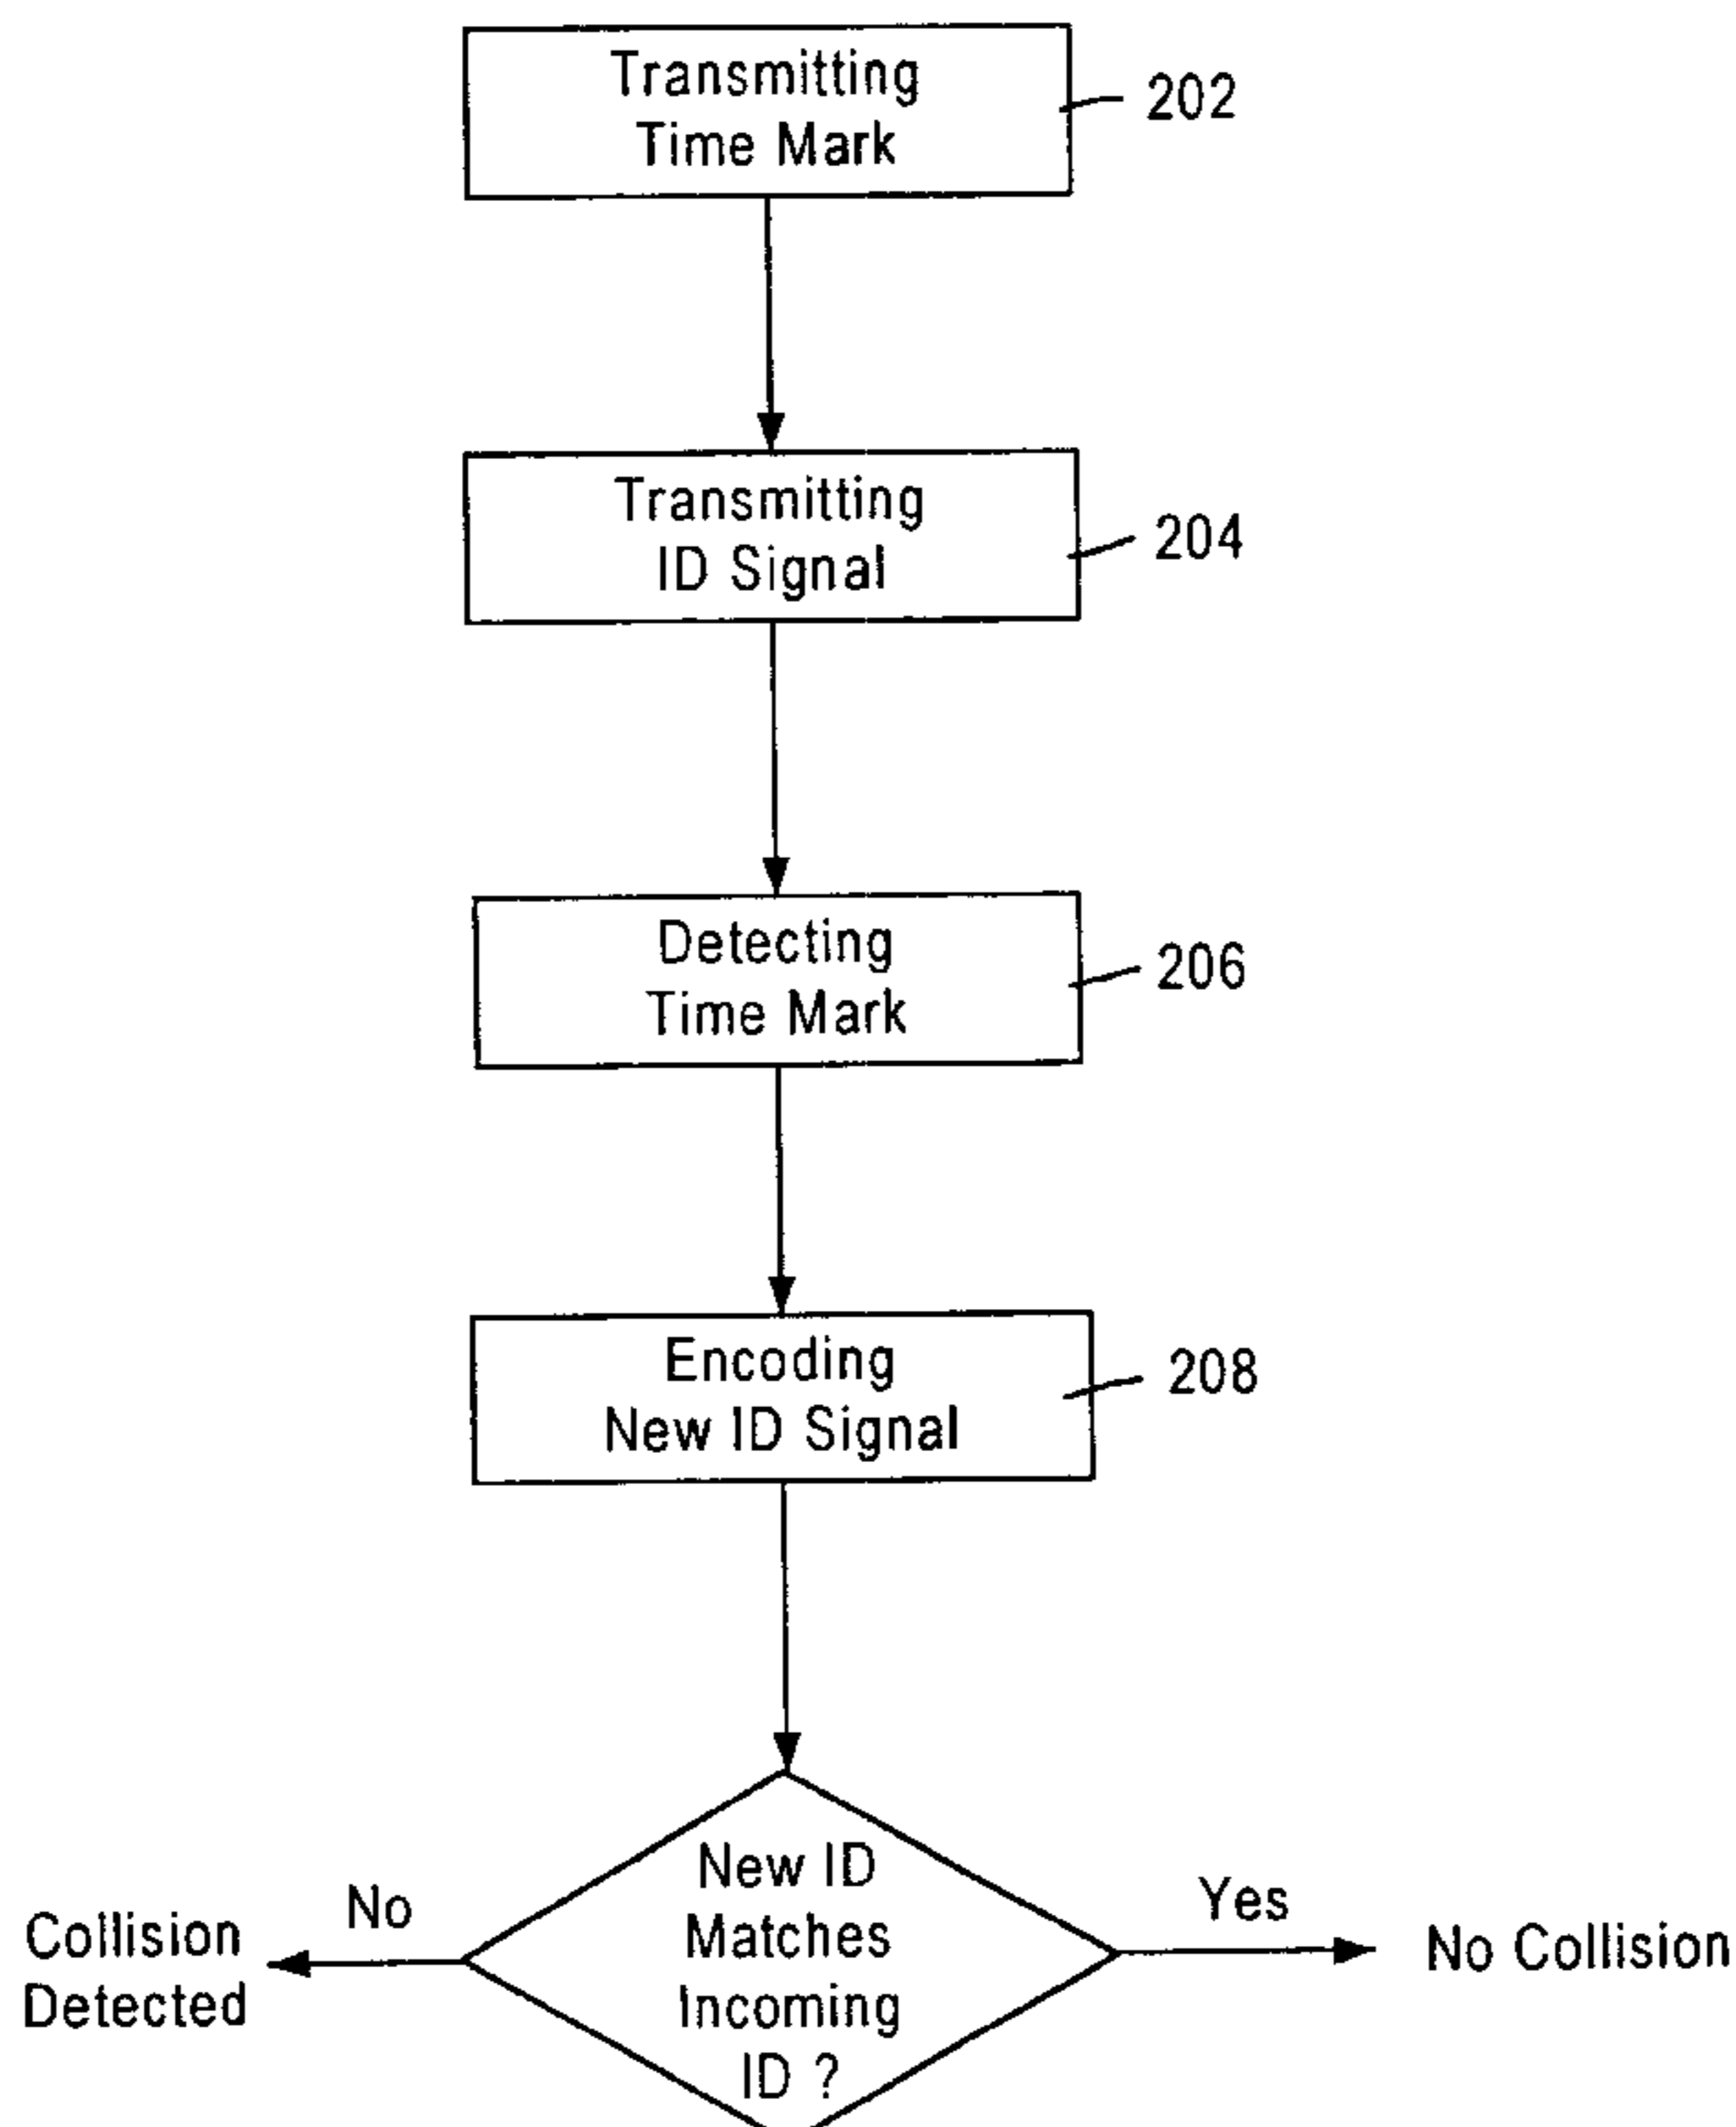 Transmitting
Time Mark
202
Transmitting
ID Signal
204
Detecting
Time Mark
206
Encoding
New ID Signal
208
New ID
Matches
Incoming
ID ?
No
Collision
Detected
Yes
No Collision